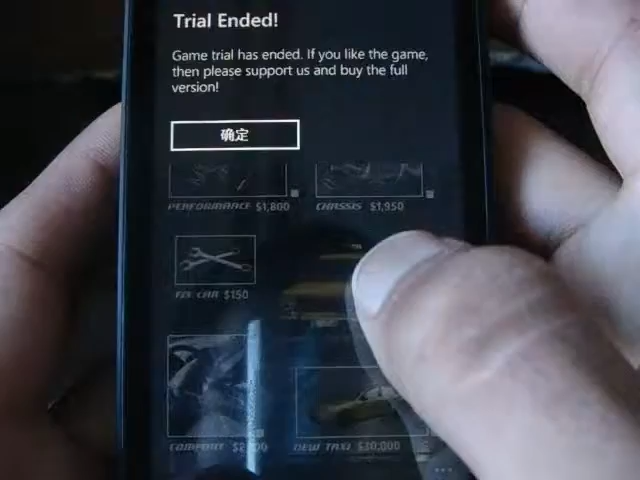 Trial Ended!
Game trial has ended. If you like the game,
then please support us and buy the full
version!
确定
PERFORMANCE $1,800
CHASSIS $1,950
FIX CAR $150
COMFORT
NEW TAXI $30,000